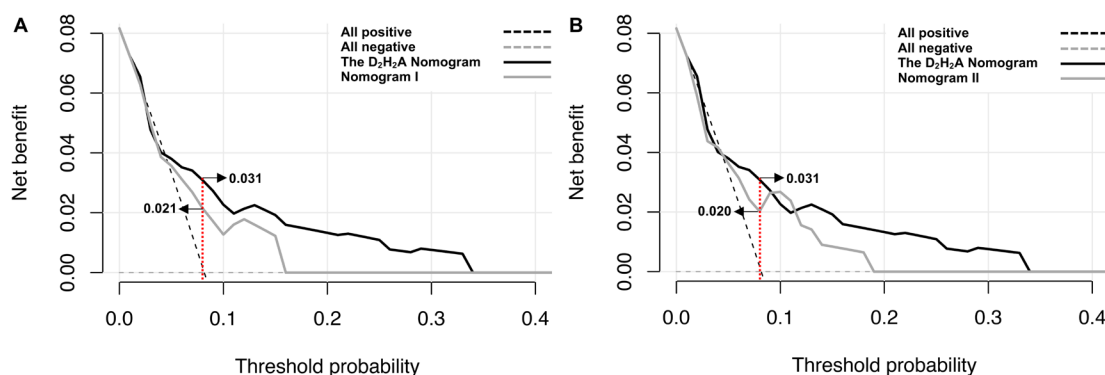 A
Net benefit
0.08
0.06
0.04
0.02
0.00
All positive
All negative
The D₂H₂A Nomogram
Nomogram I
0.031
0.021
0.0 0.1 0.2 0.3 0.4
Threshold probability
B
Net benefit
0.08
0.06
0.04
0.02
0.00
All positive
All negative
The D₂H₂A Nomogram
Nomogram II
0.031
0.020
0.0 0.1 0.2 0.3 0.4
Threshold probability